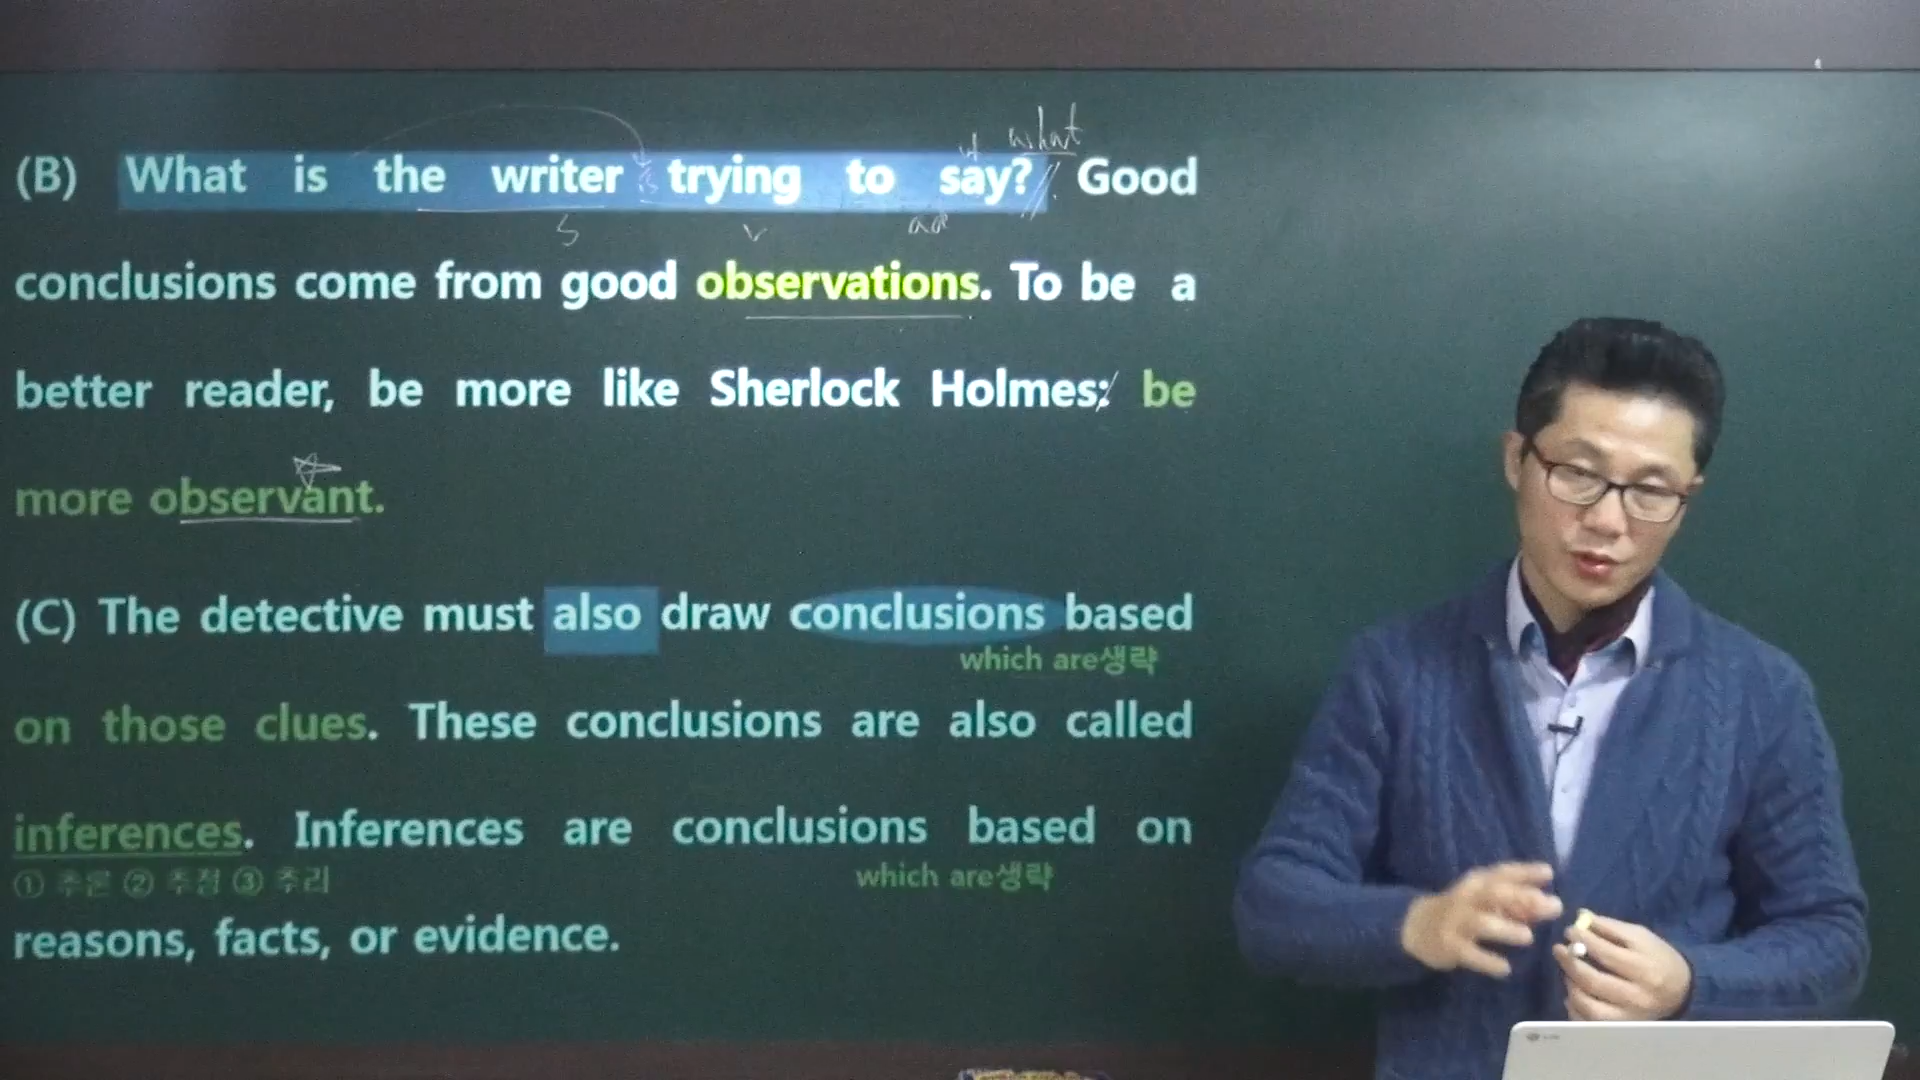 what
(B) What is the writer trying to say? Good
is
S V
conclusions come from good observations. To be a
better reader, be more like Sherlock Holmes; be
more observant.
(C) The detective must also draw conclusions based
which are생략
on those clues. These conclusions are also called
inferences. Inferences are conclusions based on
① 추론 ② 추정 ③ 추리 which are생략
reasons, facts, or evidence.